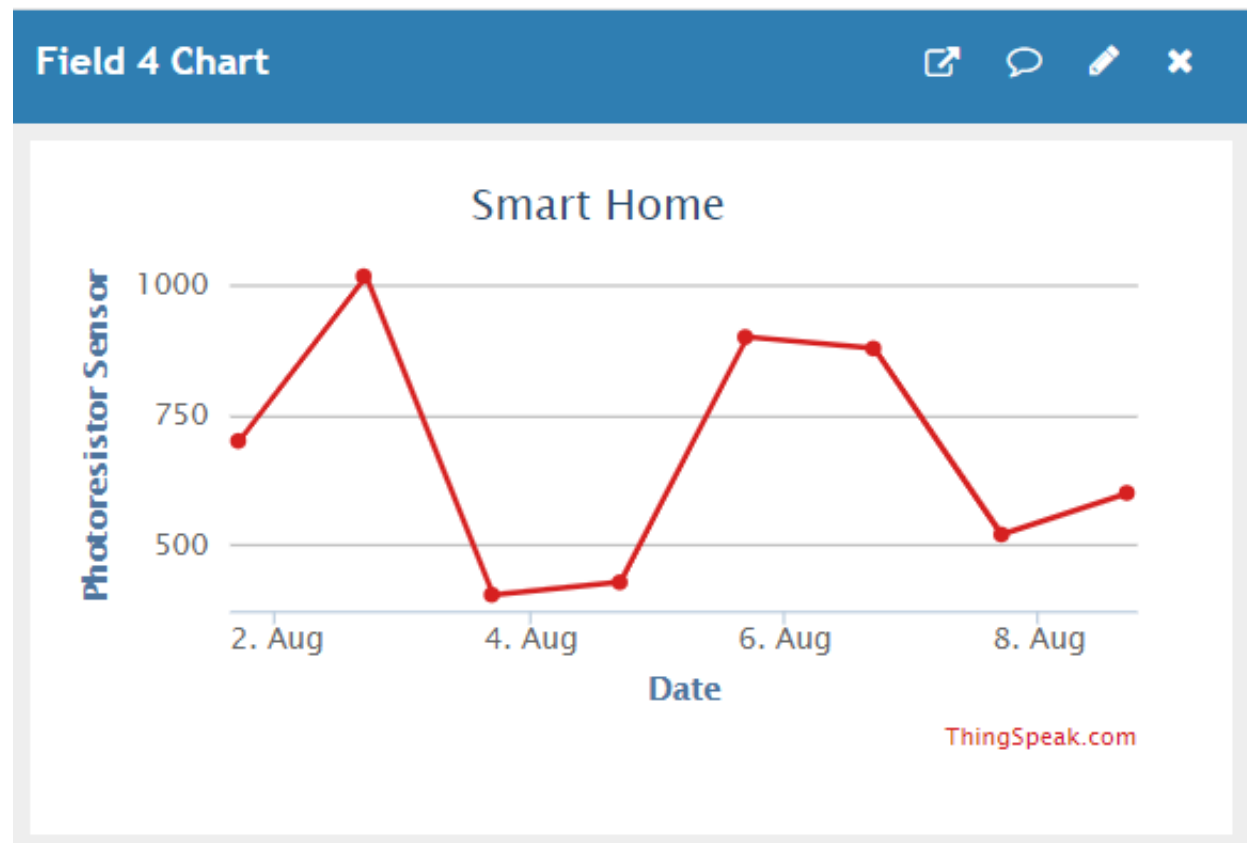 Field 4 Chart
Smart Home
Photoresistor Sensor
1000
750
500
2. Aug 4. Aug 6. Aug 8. Aug
Date
ThingSpeak.com